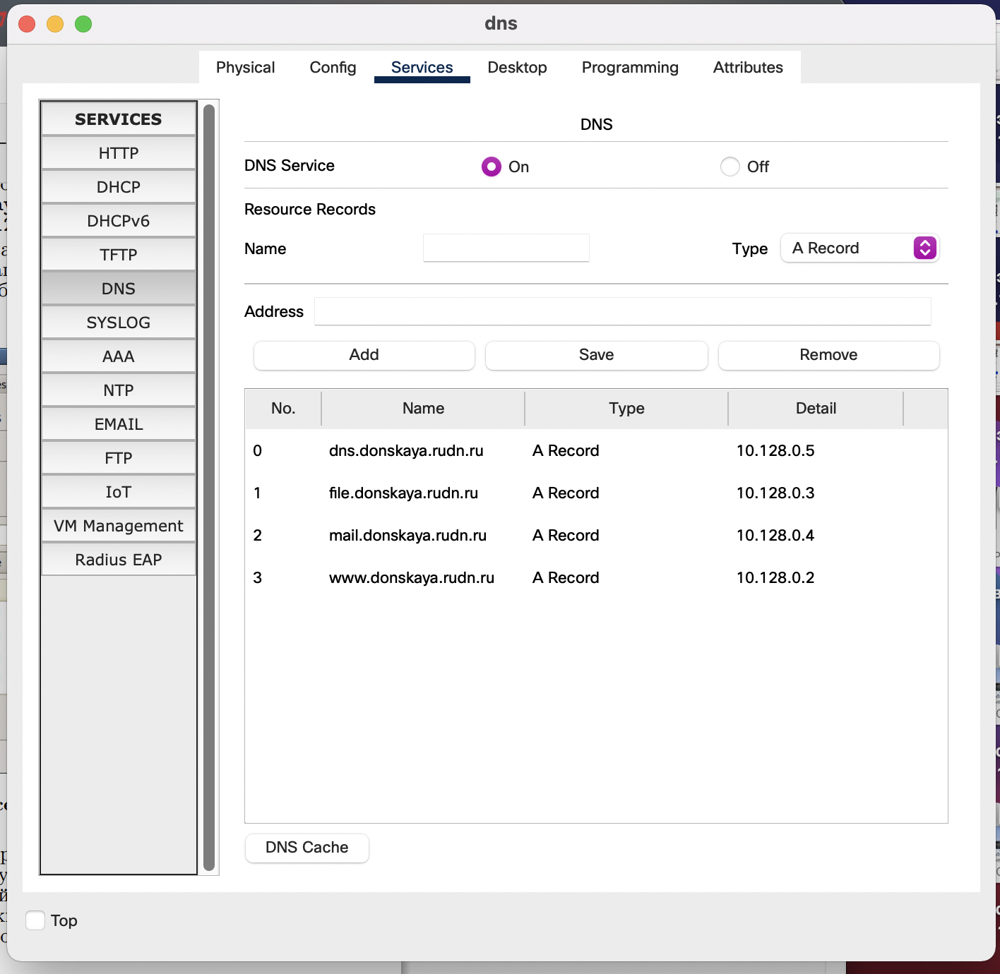 dns
Physical Config Services Desktop Programming Attributes
SERVICES
HTTP
DHCP
DHCPv6
TFTP
DNS
SYSLOG
AAA
NTP
EMAIL
FTP
IoT
VM Management
Radius EAP
DNS
DNS Service On Off
Resource Records
Name Type A Record
Address
Add Save Remove
No. Name Type Detail
0 dns.donskaya.rudn.ru A Record 10.128.0.5
1 file.donskaya.rudn.ru A Record 10.128.0.3
2 mail.donskaya.rudn.ru A Record 10.128.0.4
3 www.donskaya.rudn.ru A Record 10.128.0.2
DNS Cache
Top